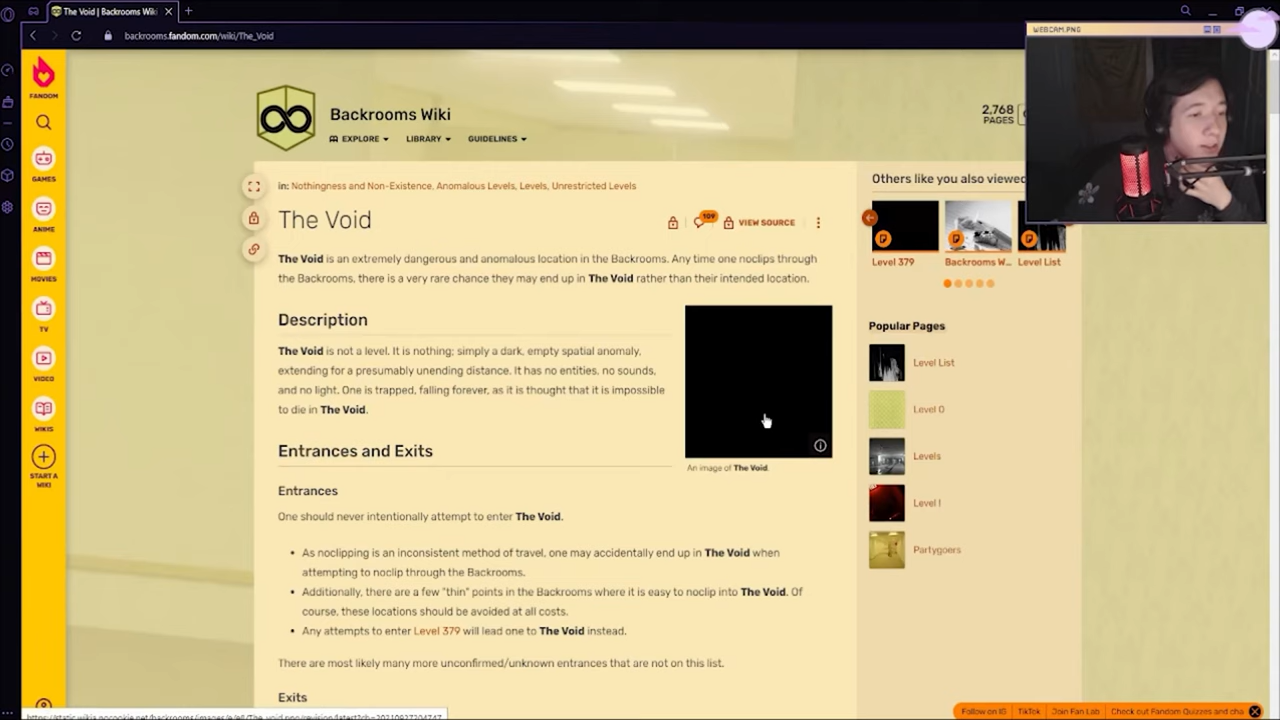 The Void | Backrooms Wiki
backrooms.fandom.com/wiki/The_Void
WEBCAM.PNG
FANDOM
GAMES
ANIME
MOVIES
TV
VIDEO
WIKIS
START A
WIKI
Backrooms Wiki
EXPLORE
LIBRARY
GUIDELINES
2,768
PAGES
in: Nothingness and Non-Existence, Anomalous Levels, Levels, Unrestricted Levels
The Void
109
VIEW SOURCE
The Void is an extremely dangerous and anomalous location in the Backrooms. Any time one noclips through
the Backrooms, there is a very rare chance they may end up in The Void rather than their intended location.
Description
The Void is not a level. It is nothing; simply a dark, empty spatial anomaly,
extending for a presumably unending distance. It has no entities, no sounds,
and no light. One is trapped, falling forever, as it is thought that it is impossible
to die in The Void.
An image of The Void.
Entrances and Exits
Entrances
One should never intentionally attempt to enter The Void.
As noclipping is an inconsistent method of travel, one may accidentally end up in The Void when
attempting to noclip through the Backrooms.
Additionally, there are a few "thin" points in the Backrooms where it is easy to noclip into The Void. Of
course, these locations should be avoided at all costs.
Any attempts to enter Level 379 will lead one to The Void instead.
There are most likely many more unconfirmed/unknown entrances that are not on this list.
Exits
Others like you also viewed
Level 379
Backrooms W...
Level List
Popular Pages
Level List
Level 0
Levels
Level !
Partygoers
Follow on IG
TikTok
Join Fan Lab
Check out Fandom Quizzes and cha